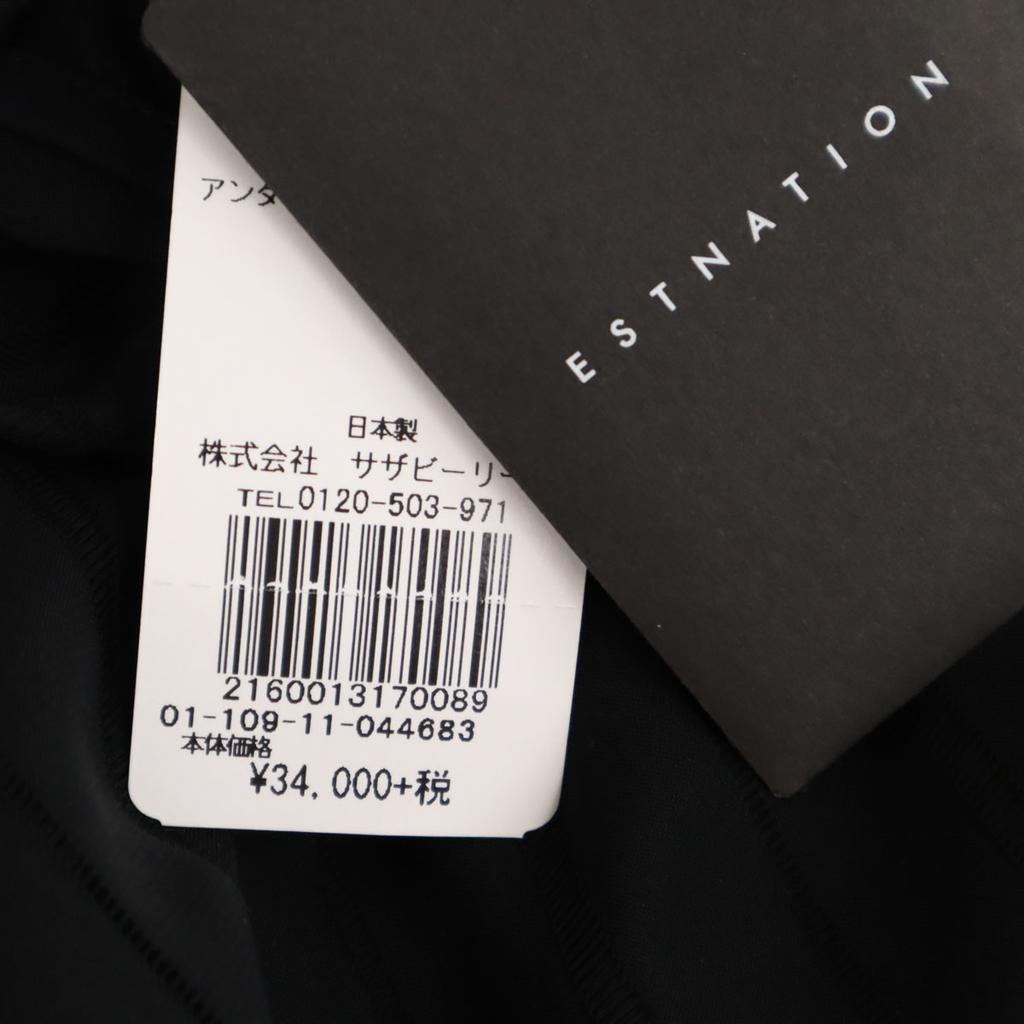 ESTNATION
アンタ
日本製
株式会社　サザビーリー
TEL0120-503-971
2160013170089
01-109-11-044683
本体価格
¥34,000+税